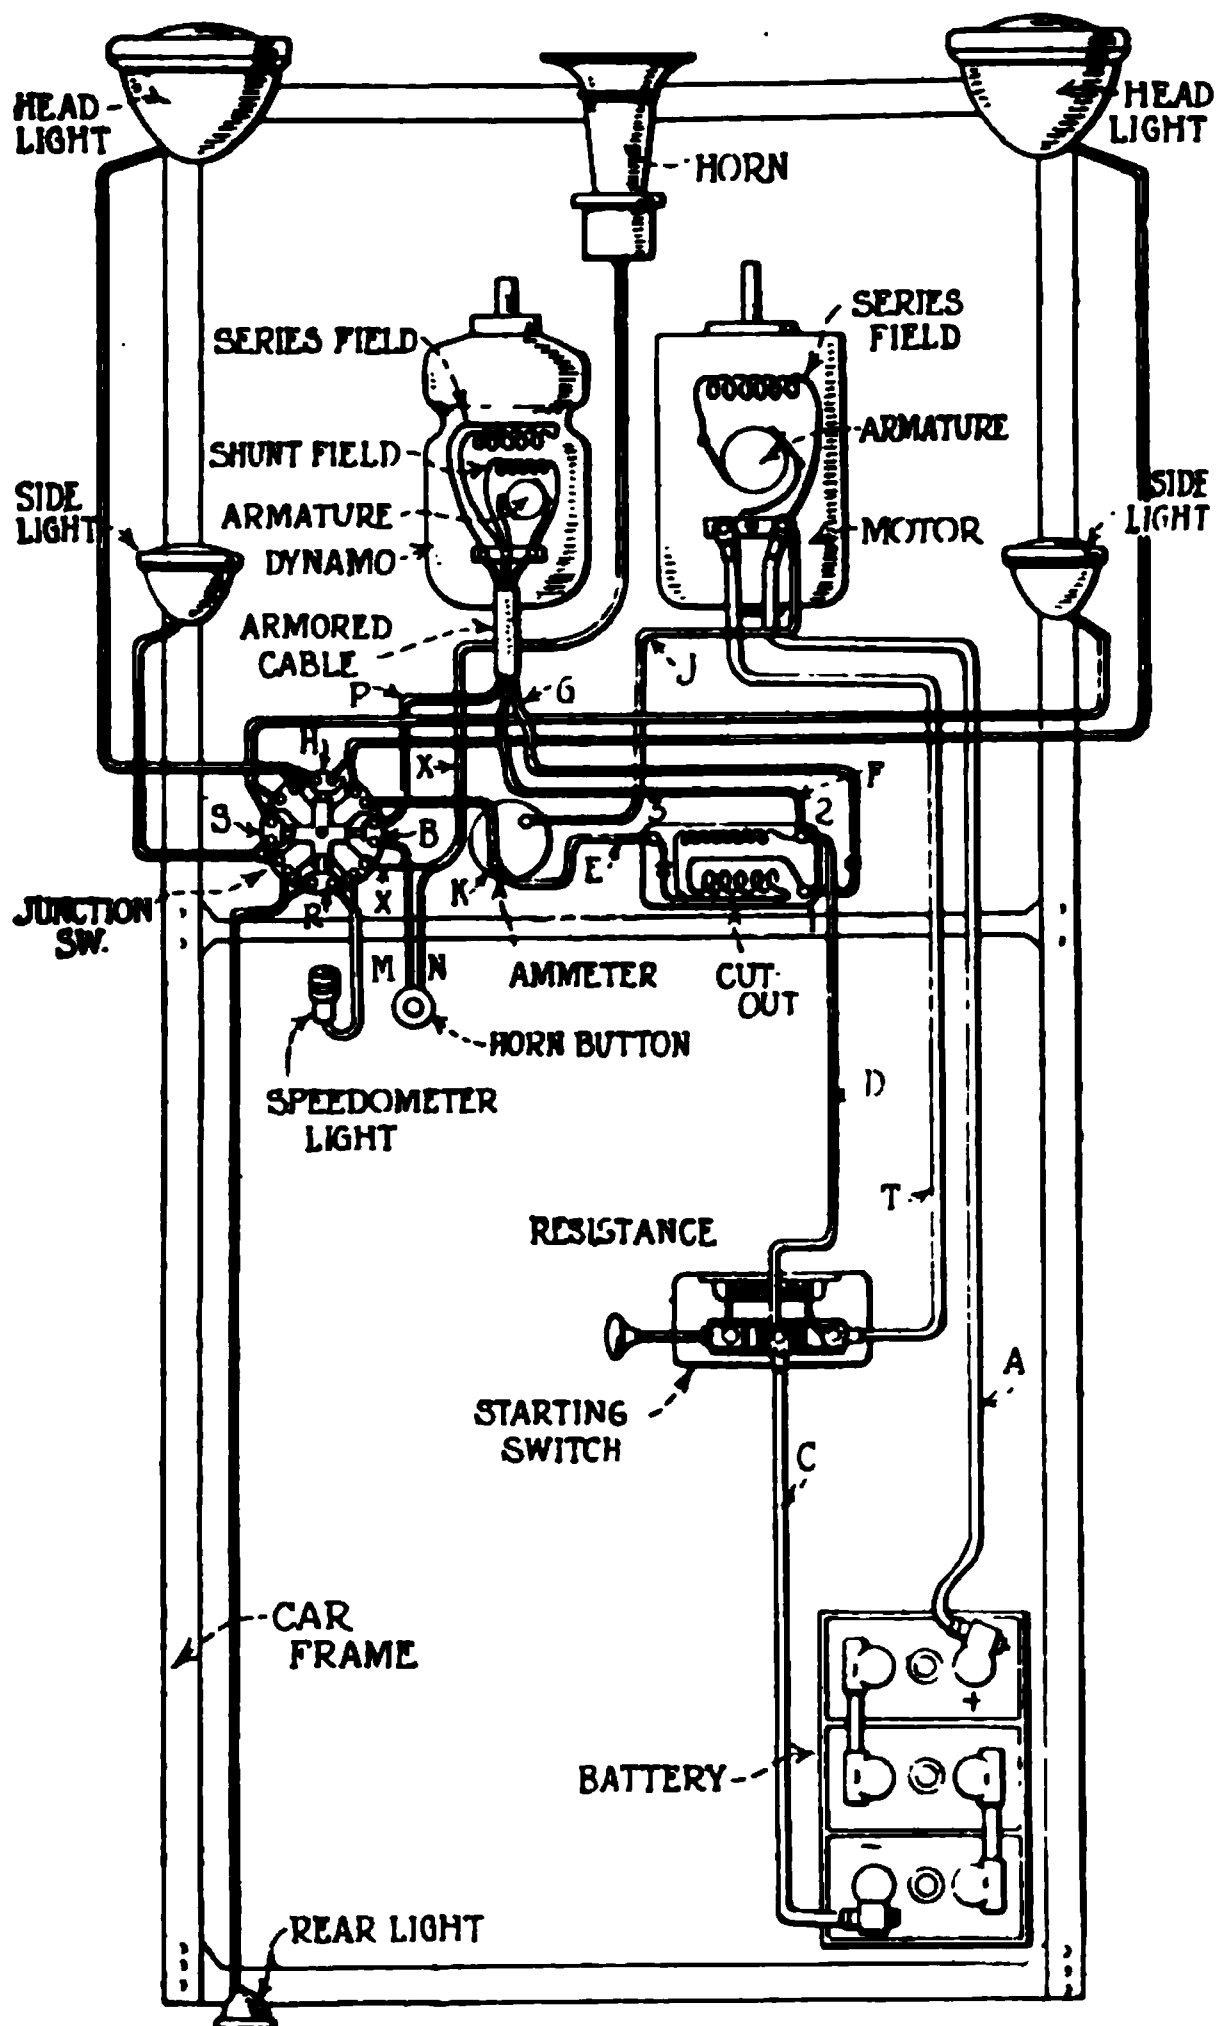 HEAD
LIGHT
HEAD
LIGHT
HORN
SERIES FIELD
SERIES
FIELD
SHUNT FIELD
ARMATURE
SIDE
LIGHT
SIDE
LIGHT
ARMATURE
MOTOR
DYNAMO
ARMORED
CABLE
J
P
G
H
X
F
S
B
3
2
E
K
X
R
JUNCTION
SW.
M
N
AMMETER
CUT-
OUT
HORN BUTTON
SPEEDOMETER
LIGHT
D
T
RESISTANCE
A
STARTING
SWITCH
C
CAR
FRAME
+
BATTERY
-
REAR LIGHT